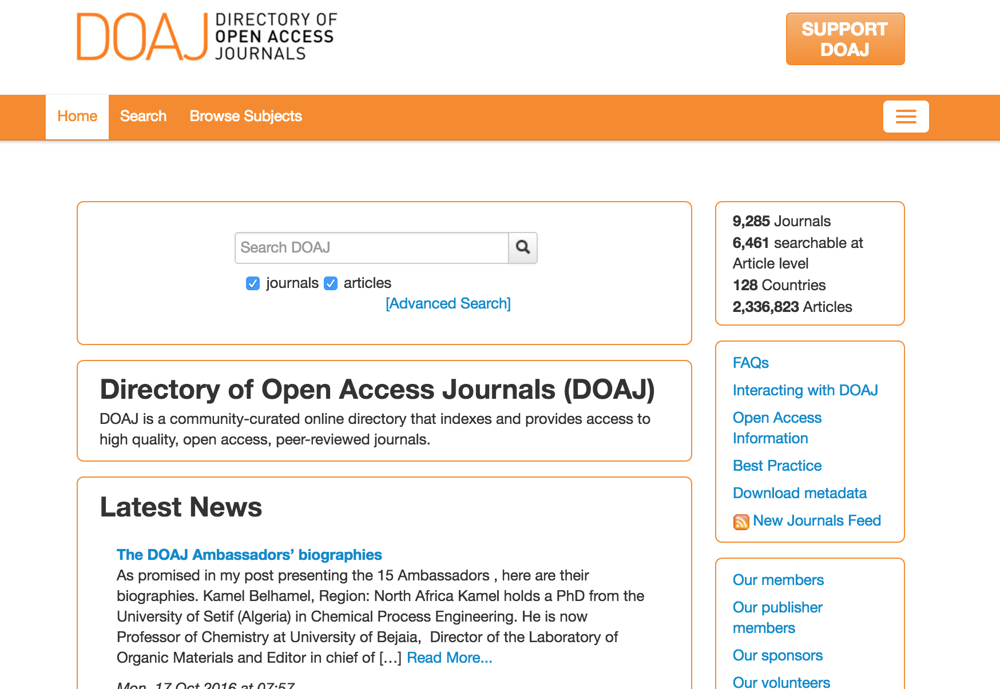 DOAJ DIRECTORY OF
OPEN ACCESS
JOURNALS
SUPPORT
DOAJ
Home Search Browse Subjects
Search DOAJ
journals articles
[Advanced Search]
Directory of Open Access Journals (DOAJ)
DOAJ is a community-curated online directory that indexes and provides access to
high quality, open access, peer-reviewed journals.
Latest News
The DOAJ Ambassadors’ biographies
As promised in my post presenting the 15 Ambassadors , here are their
biographies. Kamel Belhamel, Region: North Africa Kamel holds a PhD from the
University of Setif (Algeria) in Chemical Process Engineering. He is now
Professor of Chemistry at University of Bejaia,  Director of the Laboratory of
Organic Materials and Editor in chief of […] Read More...
Mon, 17 Oct 2016 at 07:57
9,285 Journals
6,461 searchable at
Article level
128 Countries
2,336,823 Articles
FAQs
Interacting with DOAJ
Open Access
Information
Best Practice
Download metadata
New Journals Feed
Our members
Our publisher
members
Our sponsors
Our volunteers